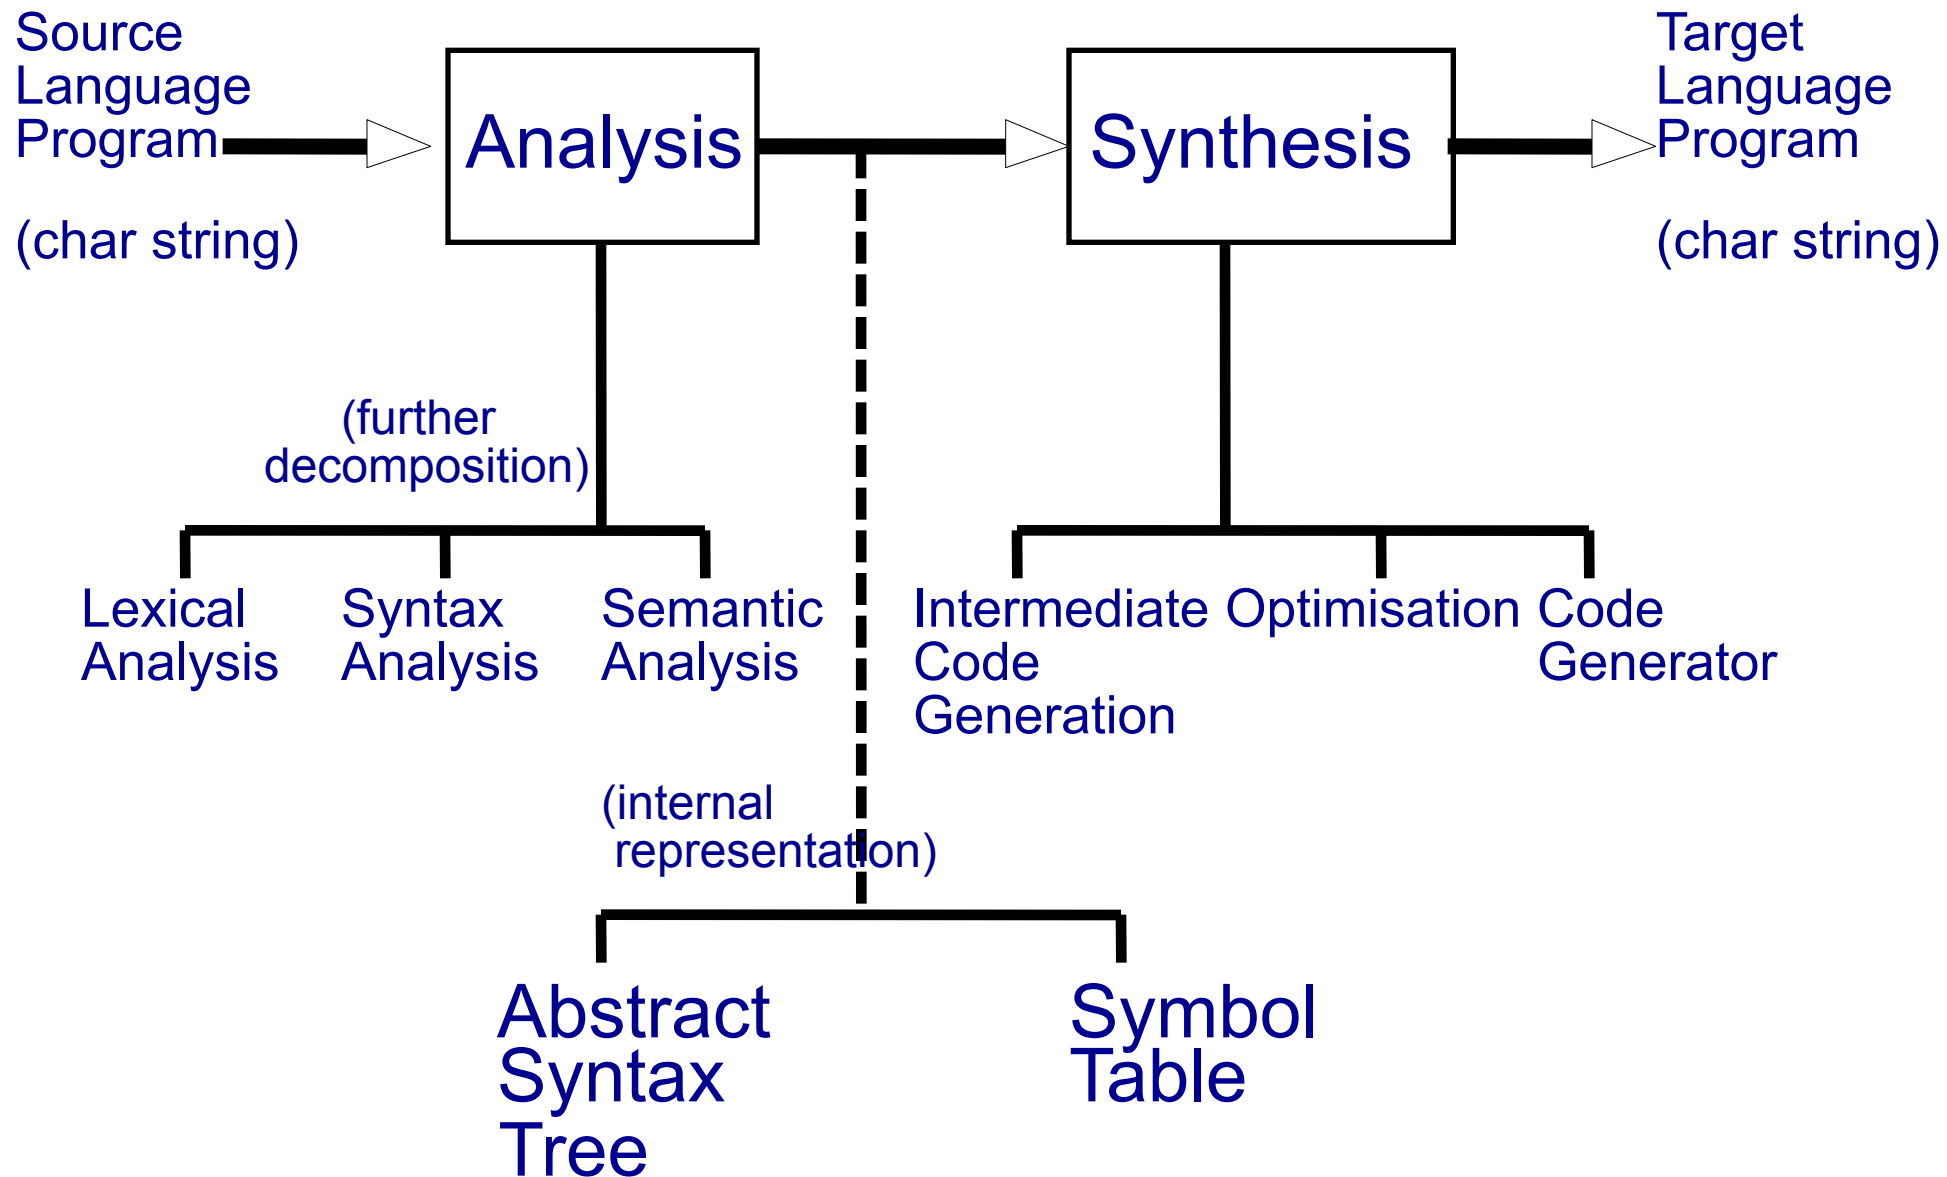 Source
Language
Program
(char string)
Analysis
Synthesis
Target
Language
Program
(char string)
(further
decomposition)
Lexical
Analysis
Syntax
Analysis
Semantic
Analysis
Intermediate
Code
Generation
Optimisation
Code
Generator
(internal
representation)
Abstract
Syntax
Tree
Symbol
Table